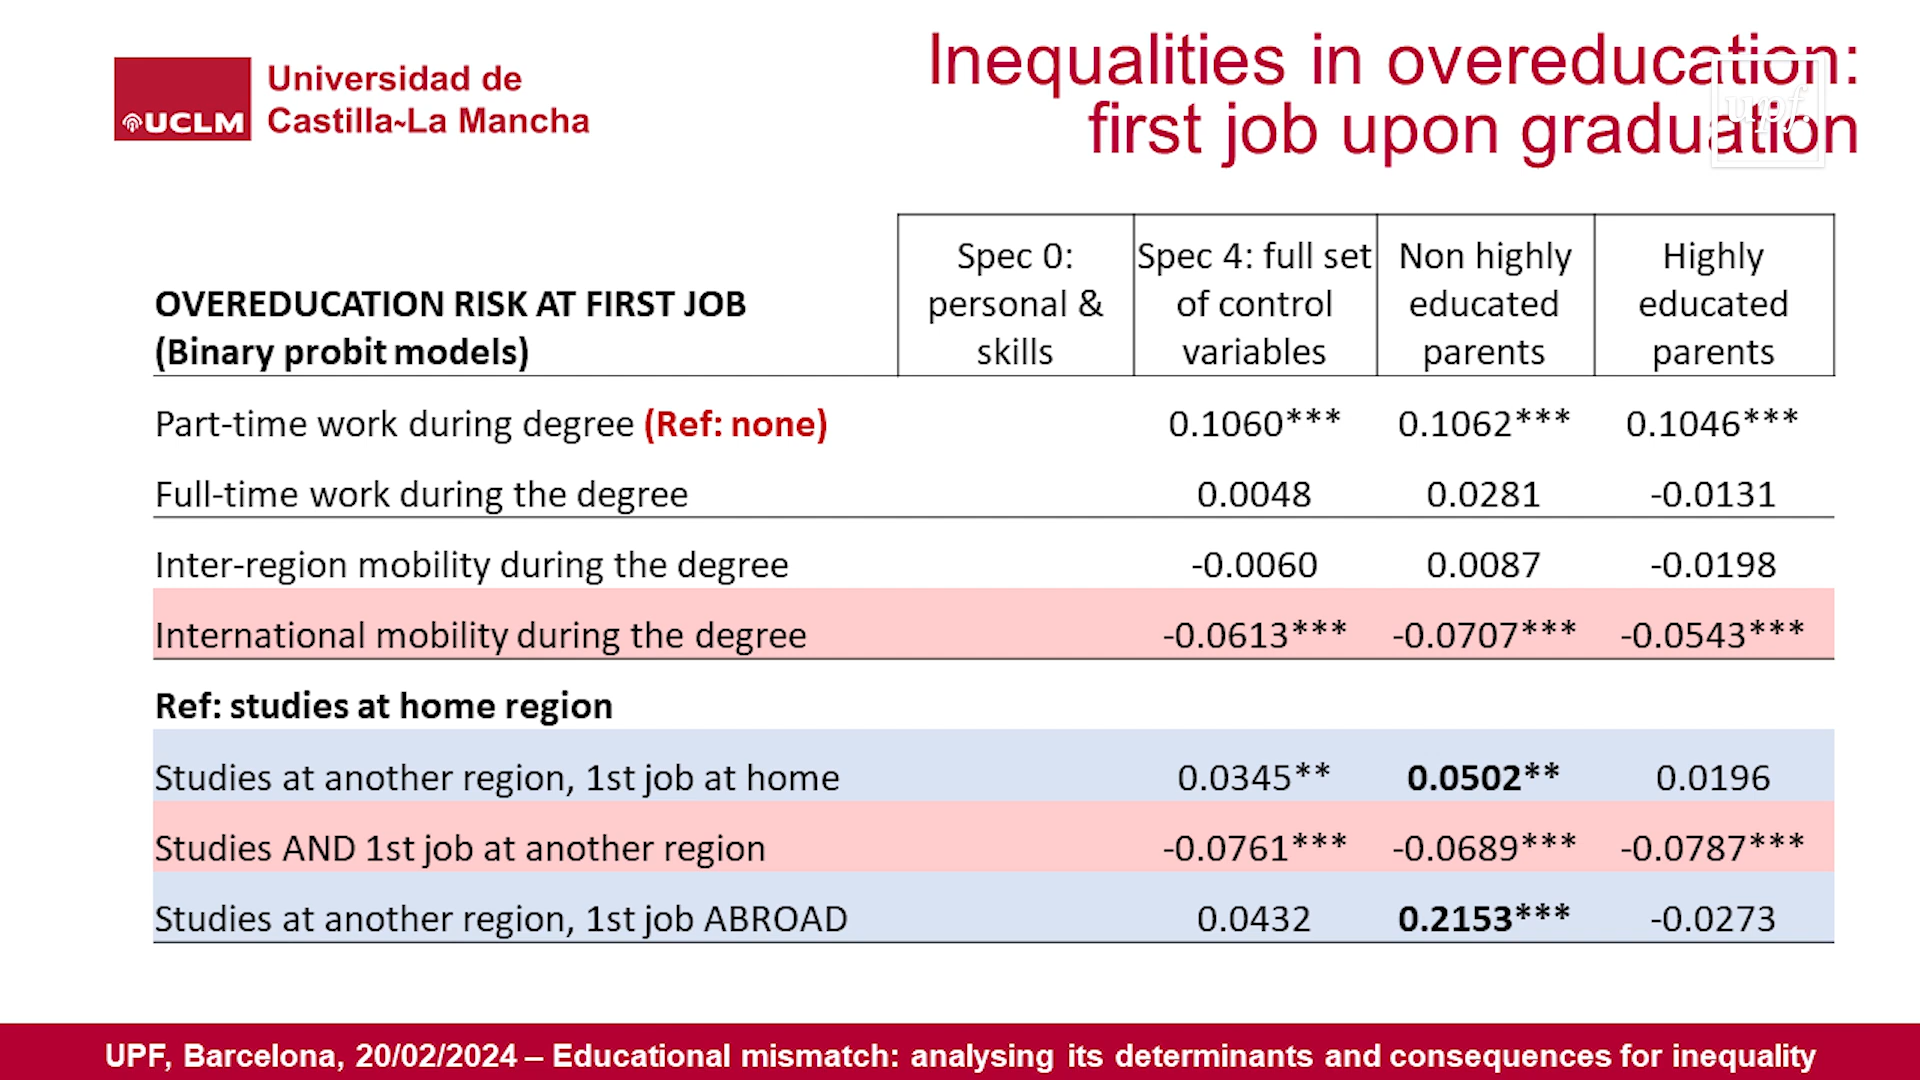 UCLM
Universidad de
Castilla~La Mancha
Inequalities in overeducation:
first job upon graduation
upf.
OVEREDUCATION RISK AT FIRST JOB
(Binary probit models)
Spec 0:
personal &
skills
Spec 4: full set
of control
variables
Non highly
educated
parents
Highly
educated
parents
Part-time work during degree (Ref: none) 0.1060*** 0.1062*** 0.1046***
Full-time work during the degree 0.0048 0.0281 -0.0131
Inter-region mobility during the degree -0.0060 0.0087 -0.0198
International mobility during the degree -0.0613*** -0.0707*** -0.0543***
Ref: studies at home region
Studies at another region, 1st job at home 0.0345** 0.0502** 0.0196
Studies AND 1st job at another region -0.0761*** -0.0689*** -0.0787***
Studies at another region, 1st job ABROAD 0.0432 0.2153*** -0.0273
UPF, Barcelona, 20/02/2024 – Educational mismatch: analysing its determinants and consequences for inequality